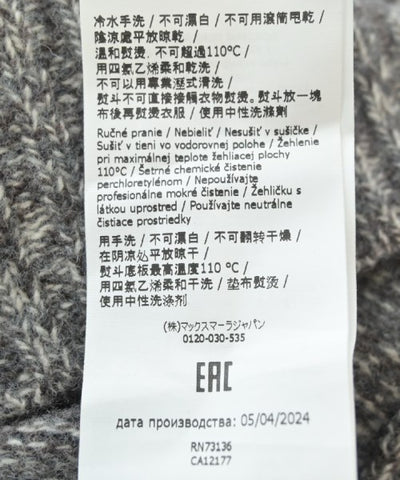 冷水手洗 / 不可漂白 / 不可用滾筒甩乾 /
陰涼處平放晾乾 /
溫和熨燙，不可超過110°C /
用四氯乙烯柔和乾洗 /
不可以用專業溼式清洗 /
熨斗不可直接接觸衣物熨燙。熨斗放一塊
布後再熨燙衣服 / 使用中性洗滌劑
Ručné pranie / Nebieliť / Nesušiť v sušičke /
Sušiť v tieni vo vodorovnej polohe / Žehlenie
pri maximálnej teplote žehliacej plochy
110°C / Šetrné chemické čistenie
perchloretylénom / Nepoužívajte
profesionálne mokré čistenie / Žehličku s
látkou uprostred / Používajte neutrálne
čistiace prostriedky
用手洗 / 不可漂白 / 不可翻转干燥 /
在阴凉处平放晾干 /
熨斗底板最高溫度110 °C /
用四氯乙烯柔和干洗 / 垫布熨烫 /
使用中性洗涤剂
(株)マックスマーラジャパン
0120-030-535
EAC
дата производства: 05/04/2024
RN73136
CA12177